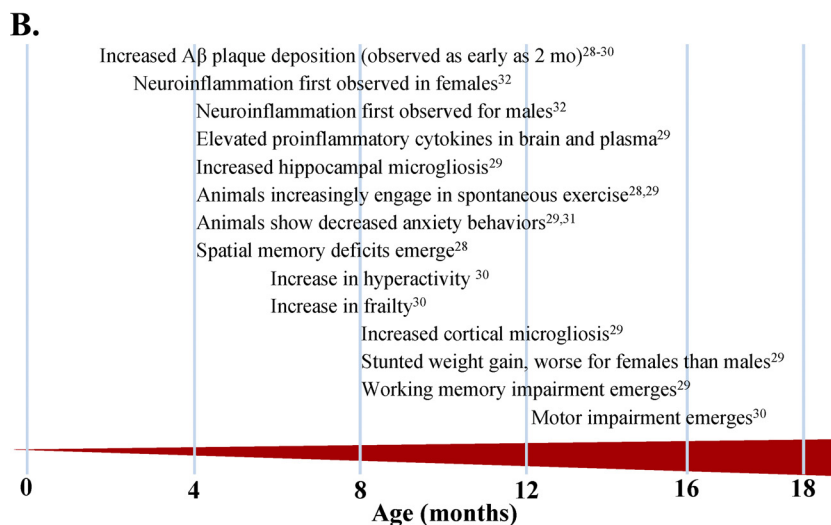 B.
Increased Aβ plaque deposition (observed as early as 2 mo)28-30
Neuroinflammation first observed in females32
Neuroinflammation first observed for males32
Elevated proinflammatory cytokines in brain and plasma29
Increased hippocampal microgliosis29
Animals increasingly engage in spontaneous exercise28,29
Animals show decreased anxiety behaviors29,31
Spatial memory deficits emerge28
Increase in hyperactivity 30
Increase in frailty30
Increased cortical microgliosis29
Stunted weight gain, worse for females than males29
Working memory impairment emerges29
Motor impairment emerges30
0 4 8 12 16 18
Age (months)